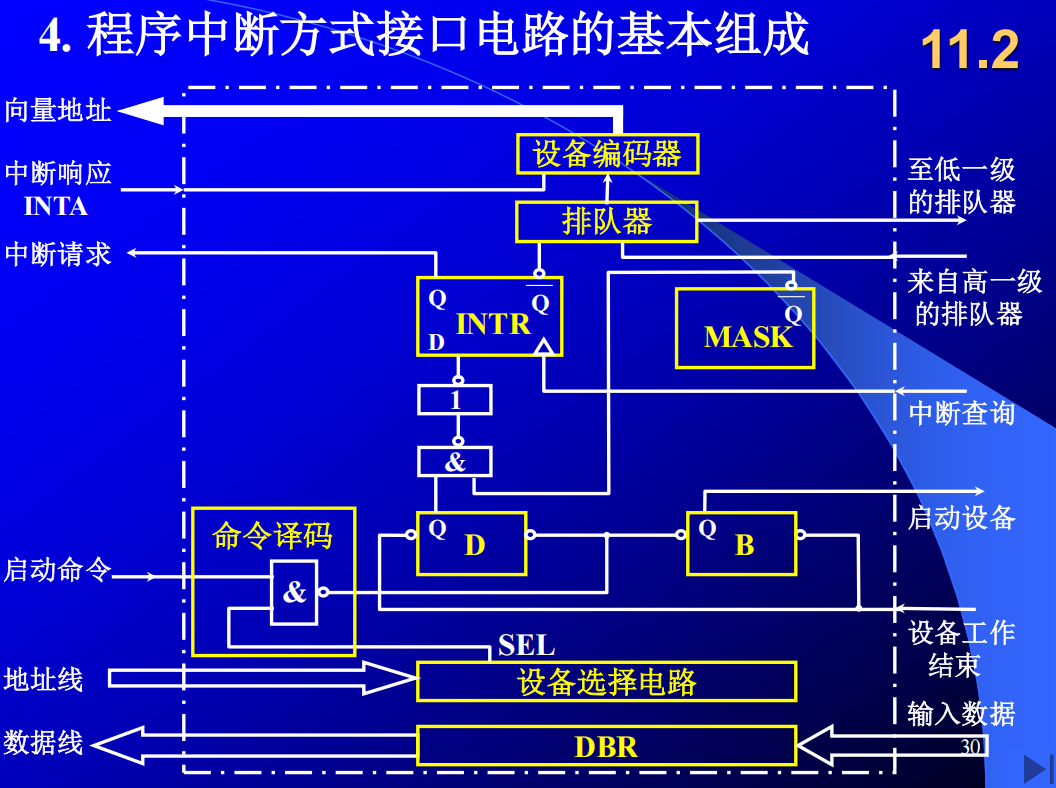 4. 程序中断方式接口电路的基本组成
11.2
向量地址
设备编码器
中断响应
INTA
至低一级
的排队器
排队器
中断请求
来自高一级
的排队器
Q
Q
INTR
D
Q
MASK
1
中断查询
&
启动设备
命令译码
Q
D
Q
B
启动命令
&
设备工作
结束
SEL
地址线
设备选择电路
输入数据
数据线
DBR
30